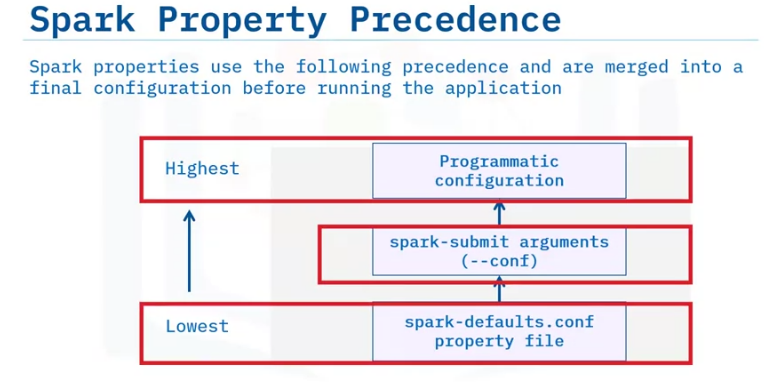 Spark Property Precedence
Spark properties use the following precedence and are merged into a
final configuration before running the application
Highest
Programmatic
configuration
spark-submit arguments
(--conf)
Lowest
spark-defaults.conf
property file